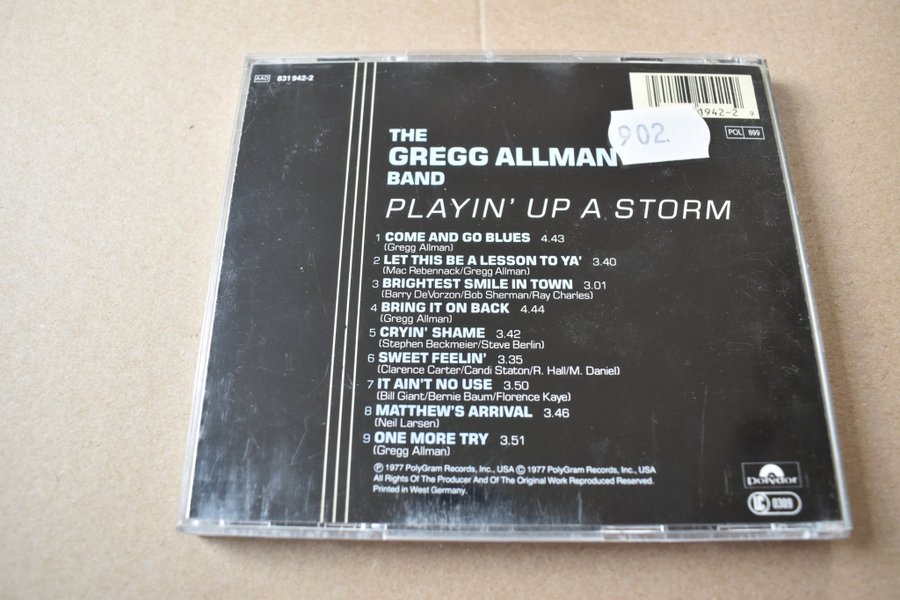 AAD 831 942-2
1942-2 9
902.
POL 899
THE
GREGG ALLMAN
BAND
PLAYIN' UP A STORM
1 COME AND GO BLUES 4.43
(Gregg Allman)
2 LET THIS BE A LESSON TO YA' 3.40
(Mac Rebennack/Gregg Allman)
3 BRIGHTEST SMILE IN TOWN 3.01
(Barry DeVorzon/Bob Sherman/Ray Charles)
4 BRING IT ON BACK 4.44
(Gregg Allman)
5 CRYIN' SHAME 3.42
(Stephen Beckmeier/Steve Berlin)
6 SWEET FEELIN' 3.35
(Clarence Carter/Candi Staton/R. Hall/M. Daniel)
7 IT AIN'T NO USE 3.50
(Bill Giant/Bernie Baum/Florence Kaye)
8 MATTHEW'S ARRIVAL 3.46
(Neil Larsen)
9 ONE MORE TRY 3.51
(Gregg Allman)
℗ 1977 PolyGram Records, Inc., USA © 1977 PolyGram Records, Inc., USA
All Rights Of The Producer And Of The Original Work Reproduced Reserved.
Printed in West Germany.
Polydor
LC 0309